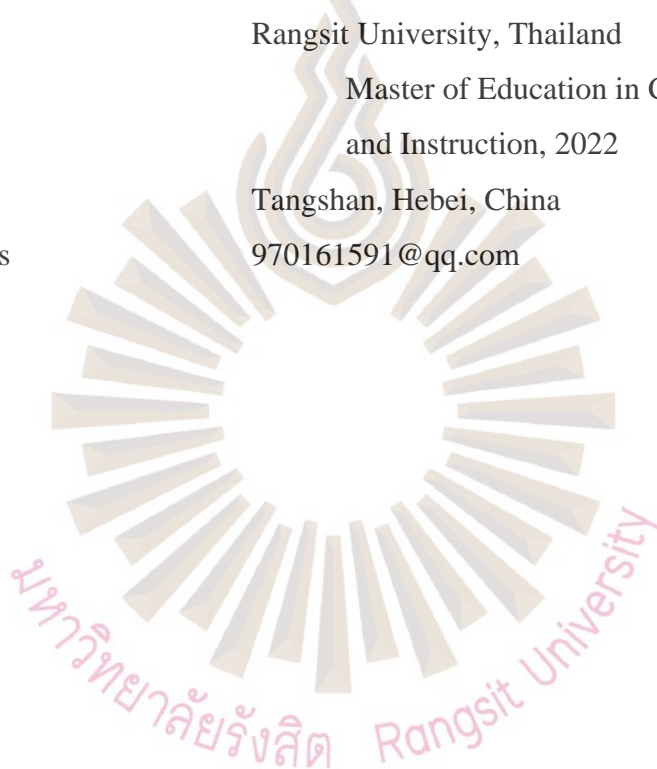 Rangsit University, Thailand
Master of Education in C
and Instruction, 2022
Tangshan, Hebei, China
s 970161591@qq.com
มหาวิทยาลัยรังสิต Rangsit University